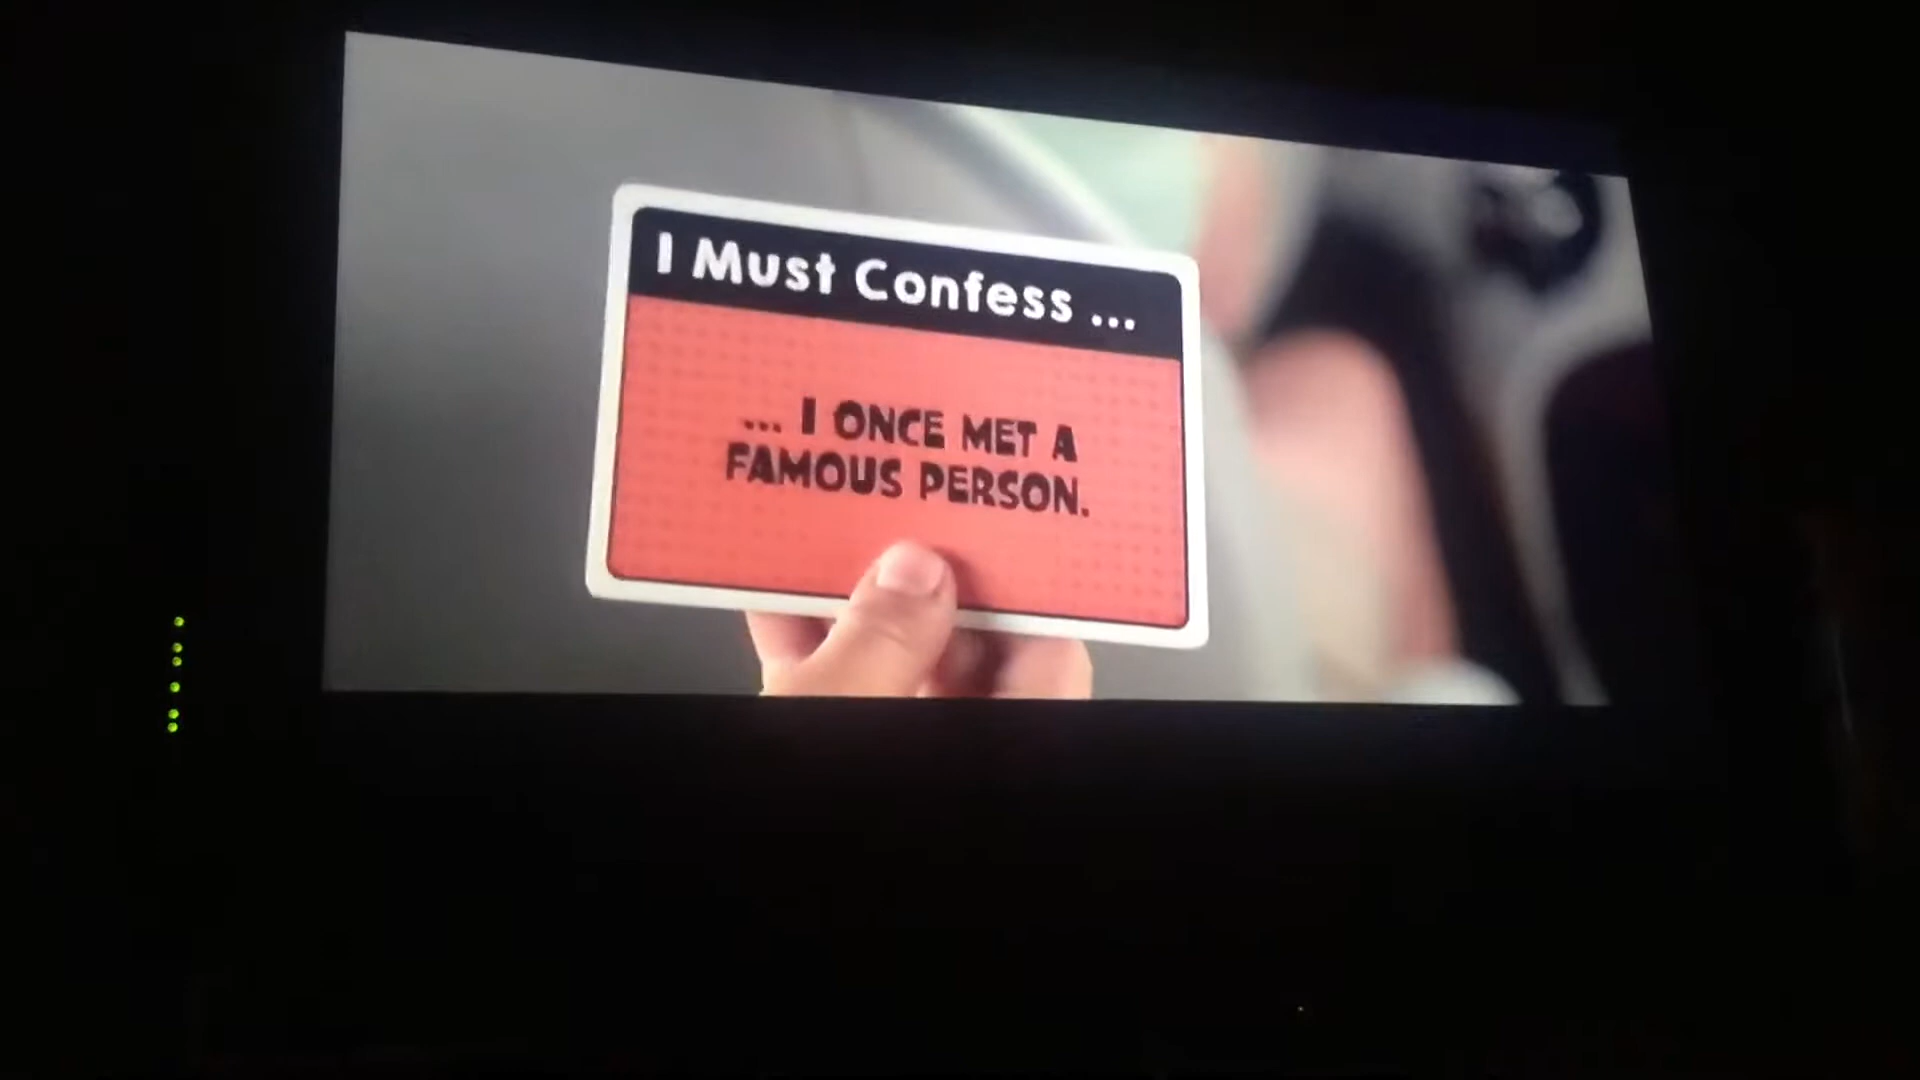 I Must Confess ...
... I ONCE MET A
FAMOUS PERSON.